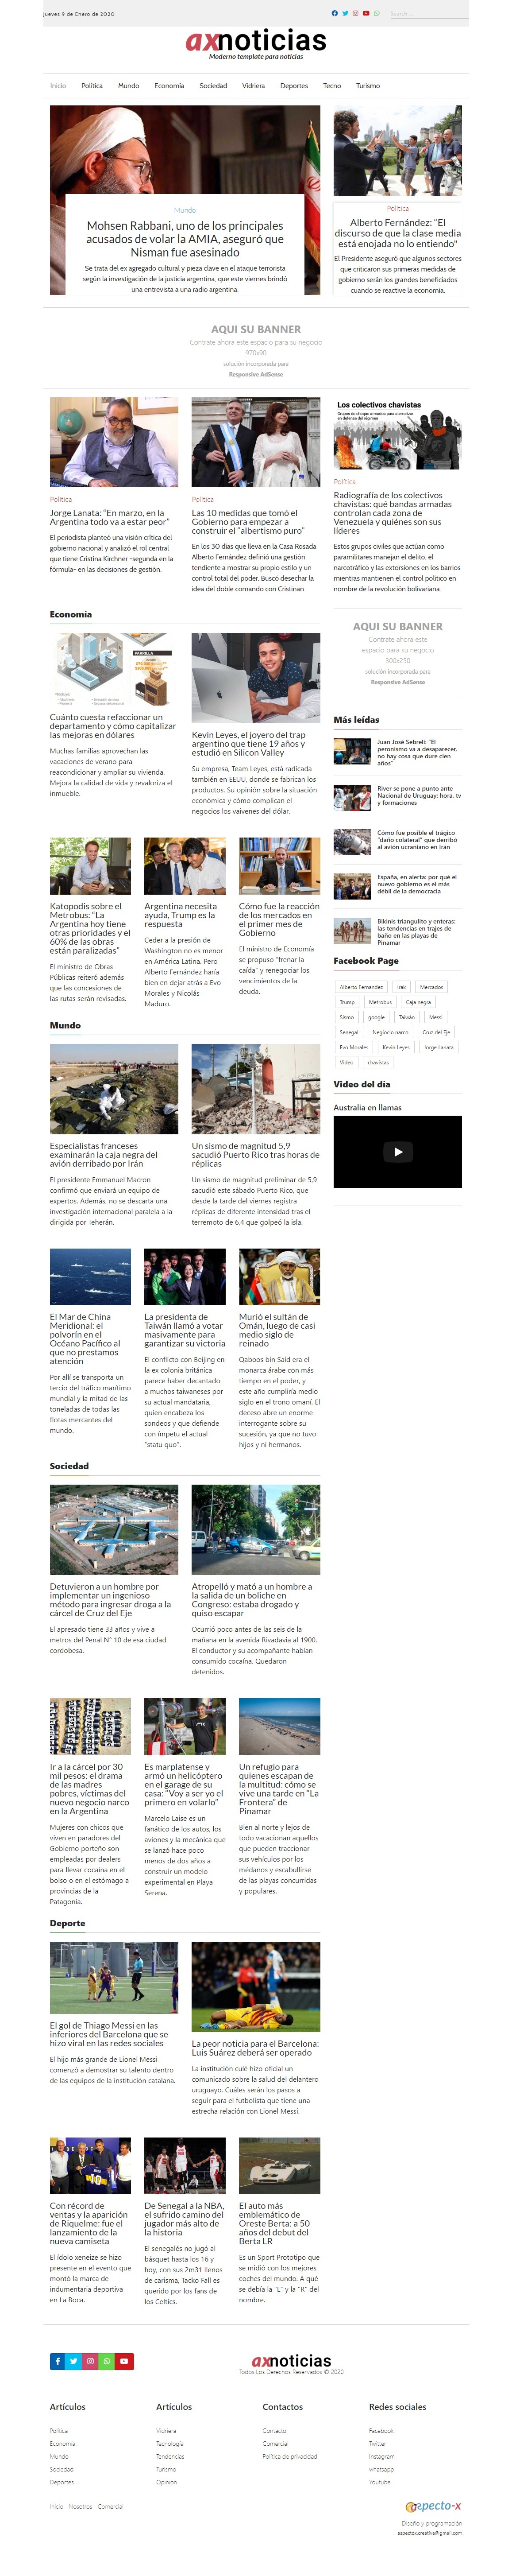 Jueves 9 de Enero de 2020
Search ...
axnoticias
Moderno template para noticias
Inicio Política Mundo Economía Sociedad Vidriera Deportes Tecno Turismo
Mundo
Mohsen Rabbani, uno de los principales
acusados de volar la AMIA, aseguró que
Nisman fue asesinado
Se trata del ex agregado cultural y pieza clave en el ataque terrorista
según la investigación de la justicia argentina, que este viernes brindó
una entrevista a una radio argentina.
Política
Alberto Fernández: "El
discurso de que la clase media
está enojada no lo entiendo"
El Presidente aseguró que algunos sectores
que criticaron sus primeras medidas de
gobierno serán los grandes beneficiados
cuando se reactive la economía.
AQUI SU BANNER
Contrate ahora este espacio para su negocio
970x90
solución incorporada para
Responsive AdSense
Política
Jorge Lanata: "En marzo, en la
Argentina todo va a estar peor"
El periodista planteó una visión crítica del
gobierno nacional y analizó el rol central
que tiene Cristina Kirchner -segunda en la
fórmula- en las decisiones de gestión.
Política
Las 10 medidas que tomó el
Gobierno para empezar a
construir el "albertismo puro"
En los 30 días que lleva en la Casa Rosada
Alberto Fernández definió una gestión
tendiente a mostrar su propio estilo y un
control total del poder. Buscó desechar la
idea del doble comando con Cristinan.
Los colectivos chavistas
Grupos de choque armados para aterrorizar
en defensa del régimen
Política
Radiografía de los colectivos
chavistas: qué bandas armadas
controlan cada zona de
Venezuela y quiénes son sus
líderes
Estos grupos civiles que actúan como
paramilitares manejan el delito, el
narcotráfico y las extorsiones en los barrios
mientras mantienen el control político en
nombre de la revolución bolivariana.
AQUI SU BANNER
Contrate ahora este
espacio para su negocio
300x250
solución incorporada para
Responsive AdSense
Economía
Cuánto cuesta refaccionar un
departamento y cómo capitalizar
las mejoras en dólares
Muchas familias aprovechan las
vacaciones de verano para
reacondicionar y ampliar su vivienda.
Mejora la calidad de vida y revaloriza el
inmueble.
Kevin Leyes, el joyero del trap
argentino que tiene 19 años y
estudió en Silicon Valley
Su empresa, Team Leyes, está radicada
también en EEUU, donde se fabrican los
productos. Su opinión sobre la situación
económica y cómo complican el
negocios los vaivenes del dólar.
Katopodis sobre el
Metrobus: "La
Argentina hoy tiene
otras prioridades y el
60% de las obras
están paralizadas"
El ministro de Obras
Públicas reiteró además
que las concesiones de
las rutas serán revisadas.
Argentina necesita
ayuda, Trump es la
respuesta
Ceder a la presión de
Washington no es menor
en América Latina. Pero
Alberto Fernández haría
bien en dejar atrás a Evo
Morales y Nicolás
Maduro.
Cómo fue la reacción
de los mercados en
el primer mes de
Gobierno
El ministro de Economía
se propuso "frenar la
caída" y renegociar los
vencimientos de la
deuda.
Más leídas
Juan José Sebreli: "El
peronismo va a desaparecer,
no hay cosa que dure cien
años"
River se pone a punto ante
Nacional de Uruguay: hora, tv
y formaciones
Cómo fue posible el trágico
"daño colateral" que derribó
al avión ucraniano en Irán
España, en alerta: por qué el
nuevo gobierno es el más
débil de la democracia
Bikinis triangulito y enteras:
las tendencias en trajes de
baño en las playas de
Pinamar
Facebook Page
Alberto Fernandez Irak Mercados
Trump Metrobus Caja negra
Sismo google Taiwán Messi
Senegal Negiocio narco Cruz del Eje
Evo Morales Kevin Leyes Jorge Lanata
Video chavistas
Video del día
Australia en llamas
Mundo
Especialistas franceses
examinarán la caja negra del
avión derribado por Irán
El presidente Emmanuel Macron
confirmó que enviará un equipo de
expertos. Además, no se descarta una
investigación internacional paralela a la
dirigida por Teherán.
Un sismo de magnitud 5,9
sacudió Puerto Rico tras horas de
réplicas
Un sismo de magnitud preliminar de 5,9
sacudió este sábado Puerto Rico, que
desde la tarde del viernes registra
réplicas de diferente intensidad tras el
terremoto de 6,4 que golpeó la isla.
El Mar de China
Meridional: el
polvorín en el
Océano Pacífico al
que no prestamos
atención
Por allí se transporta un
tercio del tráfico marítimo
mundial y la mitad de las
toneladas de todas las
flotas mercantes del
mundo.
La presidenta de
Taiwán llamó a votar
masivamente para
garantizar su victoria
El conflicto con Beijing en
la ex colonia británica
parece haber decantado
a muchos taiwaneses por
su actual mandataria,
quien encabeza los
sondeos y que defiende
con ímpetu el actual
"statu quo".
Murió el sultán de
Omán, luego de casi
medio siglo de
reinado
Qaboos bin Said era el
monarca árabe con más
tiempo en el poder, y
este año cumpliría medio
siglo en el trono omaní. El
deceso abre un enorme
interrogante sobre su
sucesión, ya que no tuvo
hijos y ni hermanos.
Sociedad
Detuvieron a un hombre por
implementar un ingenioso
método para ingresar droga a la
cárcel de Cruz del Eje
El apresado tiene 33 años y vive a
metros del Penal N° 10 de esa ciudad
cordobesa.
Atropelló y mató a un hombre a
la salida de un boliche en
Congreso: estaba drogado y
quiso escapar
Ocurrió poco antes de las seis de la
mañana en la avenida Rivadavia al 1900.
El conductor y su acompañante habían
consumido cocaína. Quedaron
detenidos.
Ir a la cárcel por 30
mil pesos: el drama
de las madres
pobres, víctimas del
nuevo negocio narco
en la Argentina
Mujeres con chicos que
viven en paradores del
Gobierno porteño son
empleadas por dealers
para llevar cocaína en el
bolso o en el estómago a
provincias de la
Patagonia.
Es marplatense y
armó un helicóptero
en el garage de su
casa: "Voy a ser yo el
primero en volarlo"
Marcelo Laise es un
fanático de los autos, los
aviones y la mecánica que
se lanzó hace poco
menos de dos años a
construir un modelo
experimental en Playa
Serena.
Un refugio para
quienes escapan de
la multitud: cómo se
vive una tarde en "La
Frontera" de
Pinamar
Bien al norte y lejos de
todo vacacionan aquellos
que pueden traccionar
sus vehículos por los
médanos y escabullirse
de las playas concurridas
y populares.
Deporte
El gol de Thiago Messi en las
inferiores del Barcelona que se
hizo viral en las redes sociales
El hijo más grande de Lionel Messi
comenzó a demostrar su talento dentro
de las equipos de la institución catalana.
La peor noticia para el Barcelona:
Luis Suárez deberá ser operado
La institución culé hizo oficial un
comunicado sobre la salud del delantero
uruguayo. Cuáles serán los pasos a
seguir para el futbolista que tiene una
estrecha relación con Lionel Messi.
Con récord de
ventas y la aparición
de Riquelme: fue el
lanzamiento de la
nueva camiseta
El ídolo xeneize se hizo
presente en el evento que
montó la marca de
indumentaria deportiva
en La Boca.
De Senegal a la NBA,
el sufrido camino del
jugador más alto de
la historia
El senegalés no jugó al
básquet hasta los 16 y
hoy, con sus 2m31 llenos
de carisma, Tacko Fall es
querido por los fans de
los Celtics.
El auto más
emblemático de
Oreste Berta: a 50
años del debut del
Berta LR
Es un Sport Prototipo que
se midió con los mejores
coches del mundo. A qué
se debía la "L" y la "R" del
nombre.
axnoticias
Todos Los Derechos Reservados © 2020
Artículos
Política
Economía
Mundo
Sociedad
Deportes
Artículos
Vidriera
Tecnología
Tendencias
Turismo
Opinion
Contactos
Contacto
Comercial
Política de privacidad
Redes sociales
Facebook
Twitter
Instagram
whatsapp
Youtube
Inicio Nosotros Comercial
aspecto-x
Diseño y programación
aspectox.creativa@gmail.com